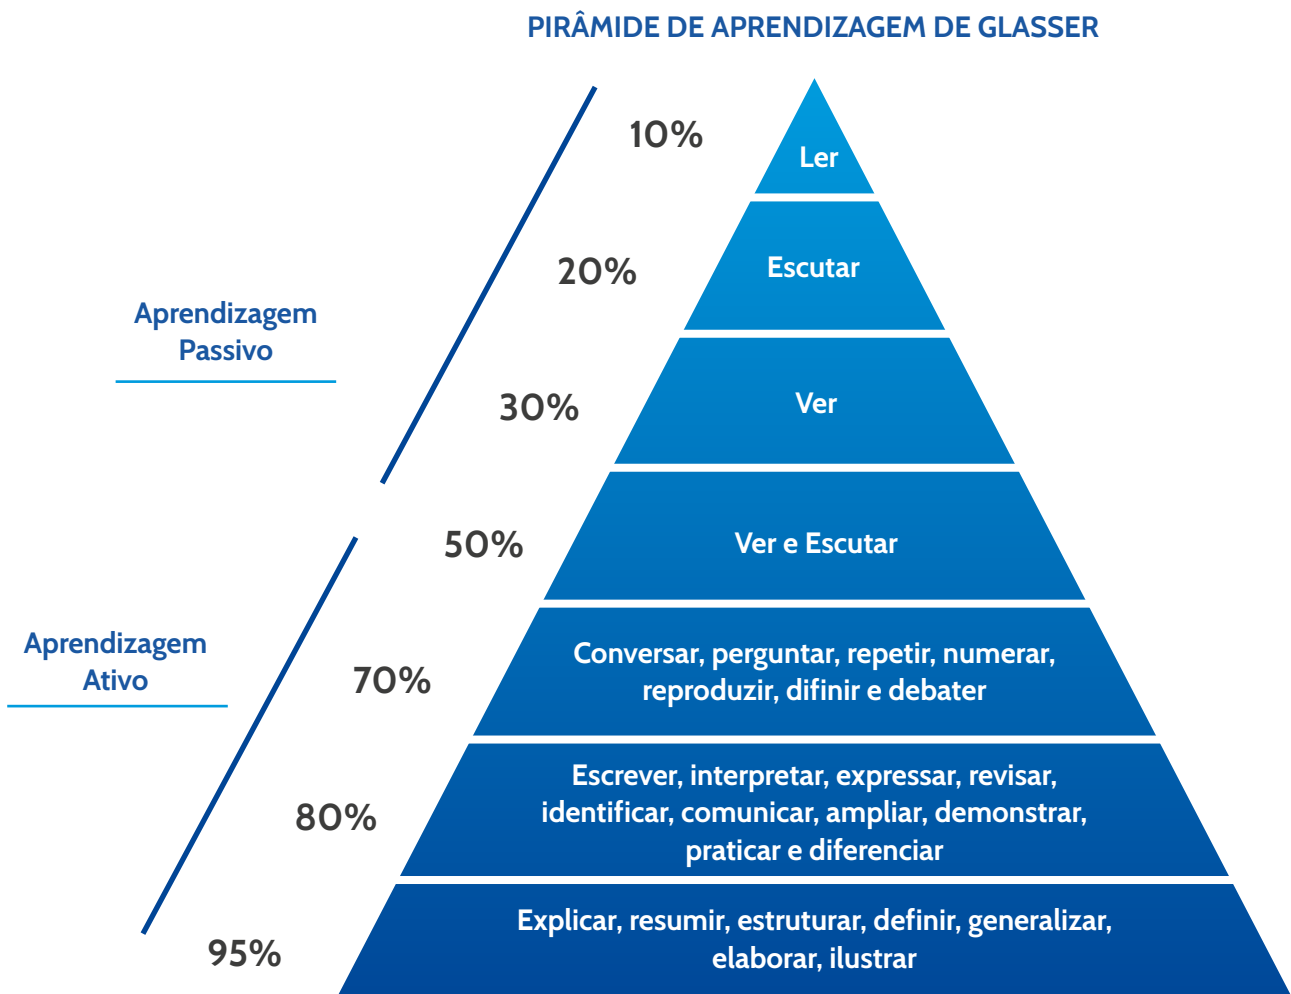 PIRÂMIDE DE APRENDIZAGEM DE GLASSER
10%
Ler
20%
Escutar
Aprendizagem
Passivo
30%
Ver
50%
Ver e Escutar
Aprendizagem
Ativo
70%
Conversar, perguntar, repetir, numerar,
reproduzir, difinir e debater
80%
Escrever, interpretar, expressar, revisar,
identificar, comunicar, ampliar, demonstrar,
praticar e diferenciar
95%
Explicar, resumir, estruturar, definir, generalizar,
elaborar, ilustrar